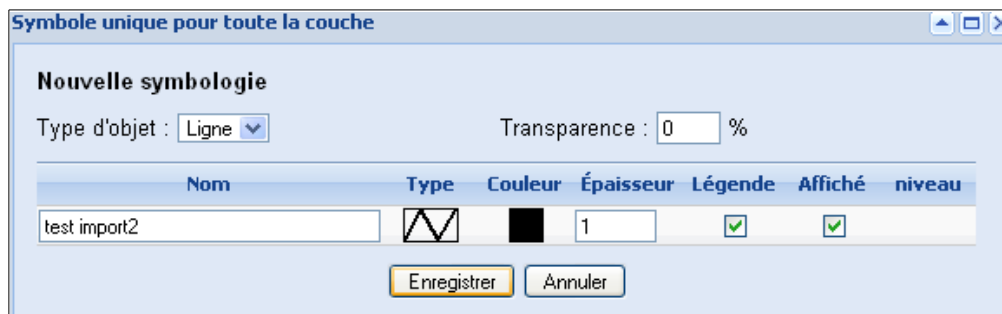 Symbole unique pour toute la couche
Nouvelle symbologie
Type d'objet : Ligne Transparence : 0 %
Nom Type Couleur Épaisseur Légende Affiché niveau
test import2 1
Enregistrer Annuler